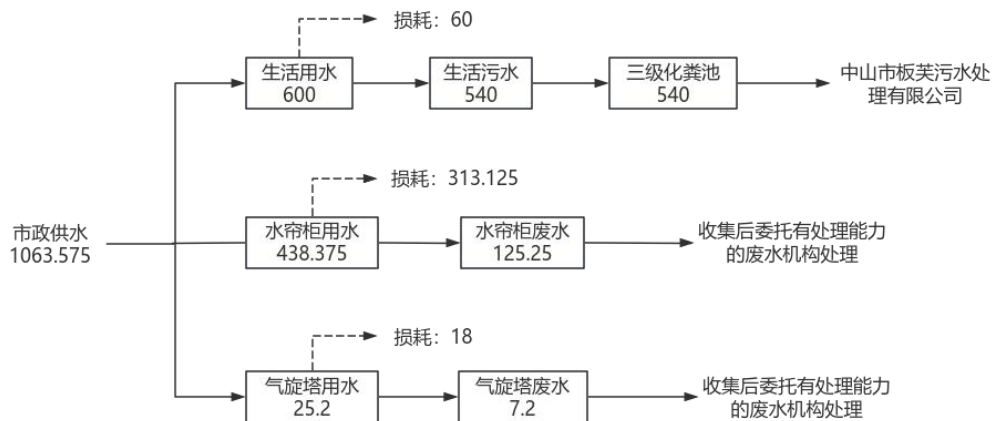 损耗：60
生活用水
600
生活污水
540
三级化粪池
540
中山市板芙污水处
理有限公司
损耗：313.125
市政供水
1063.575
水帘柜用水
438.375
水帘柜废水
125.25
收集后委托有处理能力
的废水机构处理
损耗：18
气旋塔用水
25.2
气旋塔废水
7.2
收集后委托有处理能力
的废水机构处理